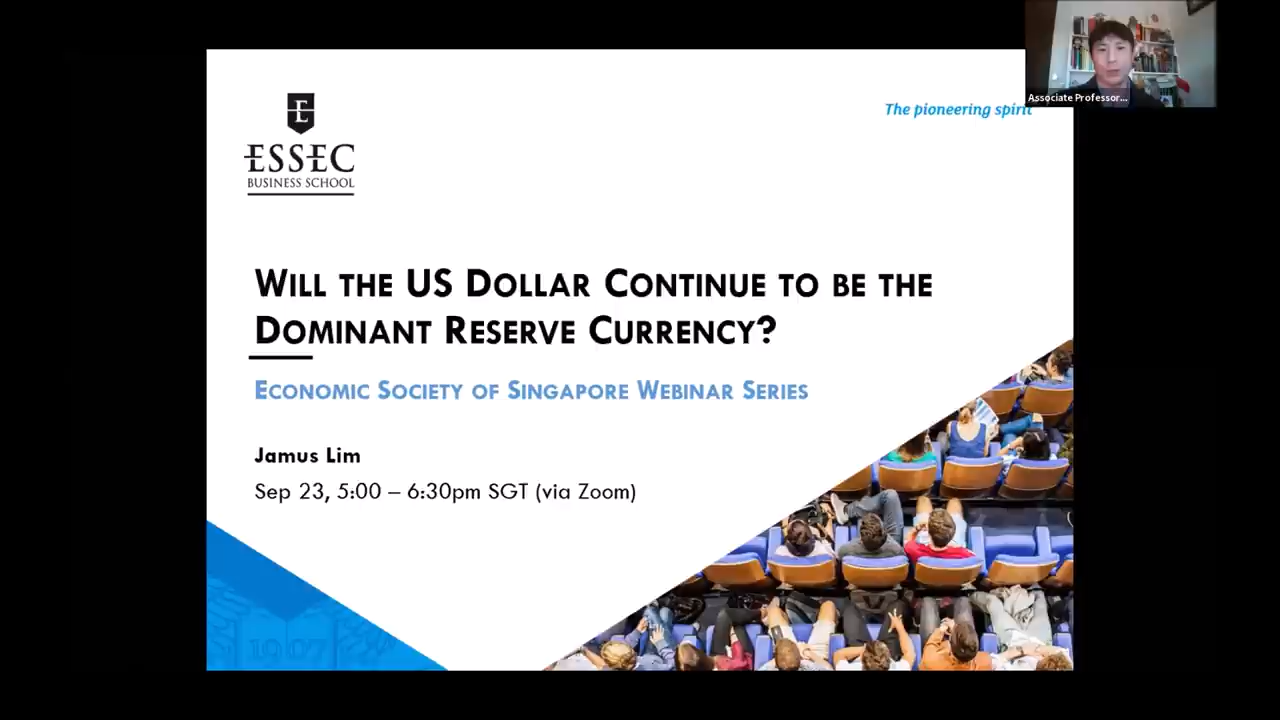 Associate Professor...
The pioneering spirit
E
ESSEC
BUSINESS SCHOOL
WILL THE US DOLLAR CONTINUE TO BE THE
DOMINANT RESERVE CURRENCY?
ECONOMIC SOCIETY OF SINGAPORE WEBINAR SERIES
Jamus Lim
Sep 23, 5:00 – 6:30pm SGT (via Zoom)
1907